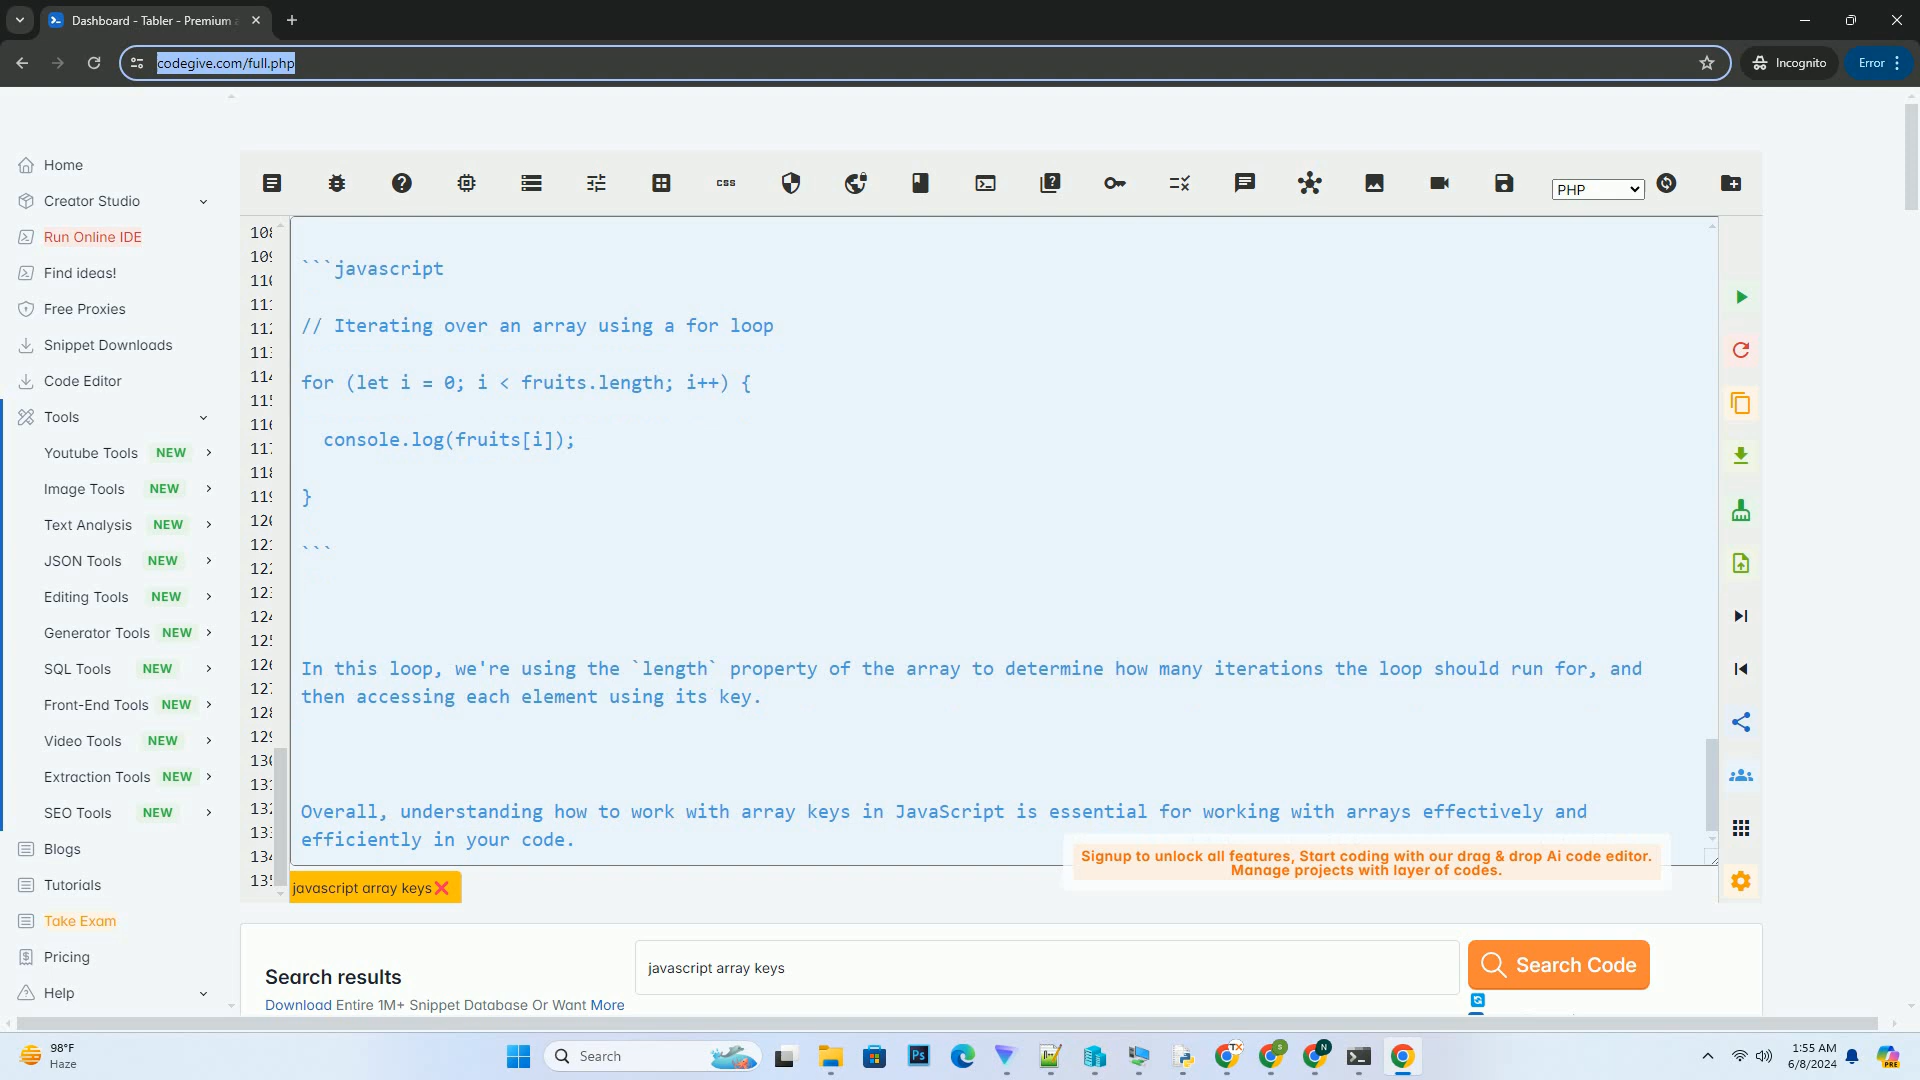 Dashboard - Tabler - Premium
codegive.com/full.php
Incognito
Error
Home
Creator Studio
Run Online IDE
Find ideas!
Free Proxies
Snippet Downloads
Code Editor
Tools
Youtube Tools NEW
Image Tools NEW
Text Analysis NEW
JSON Tools NEW
Editing Tools NEW
Generator Tools NEW
SQL Tools NEW
Front-End Tools NEW
Video Tools NEW
Extraction Tools NEW
SEO Tools NEW
Blogs
Tutorials
Take Exam
Pricing
Help
css
PHP
```javascript
// Iterating over an array using a for loop
for (let i = 0; i < fruits.length; i++) {
console.log(fruits[i]);
}
```
In this loop, we're using the `length` property of the array to determine how many iterations the loop should run for, and
then accessing each element using its key.
Overall, understanding how to work with array keys in JavaScript is essential for working with arrays effectively and
efficiently in your code.
Signup to unlock all features, Start coding with our drag & drop Ai code editor.
Manage projects with layer of codes.
javascript array keys
Search results
javascript array keys
Search Code
Download Entire 1M+ Snippet Database Or Want More
98°F
Haze
Search
1:55 AM
6/8/2024